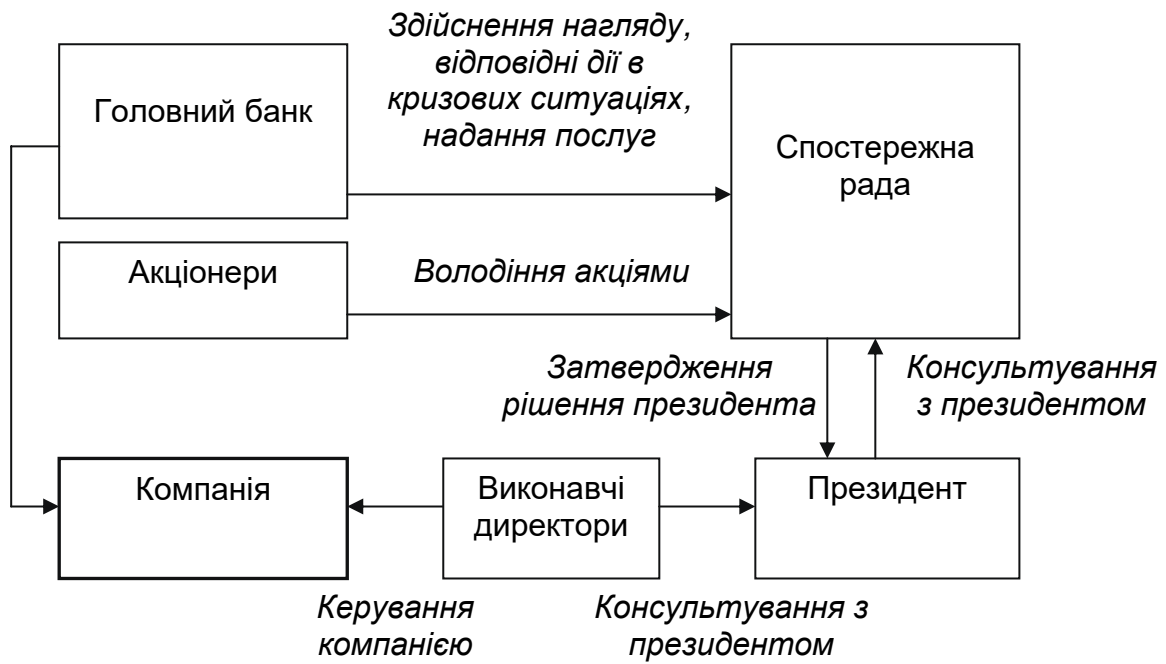 Здійснення нагляду,
відповідні дії в
кризових ситуаціях,
надання послуг
Головний банк
Спостережна
рада
Акціонери
Володіння акціями
Затвердження
рішення президента
Консультування
з президентом
Компанія
Виконавчі
директори
Президент
Керування
компанією
Консультування з
президентом